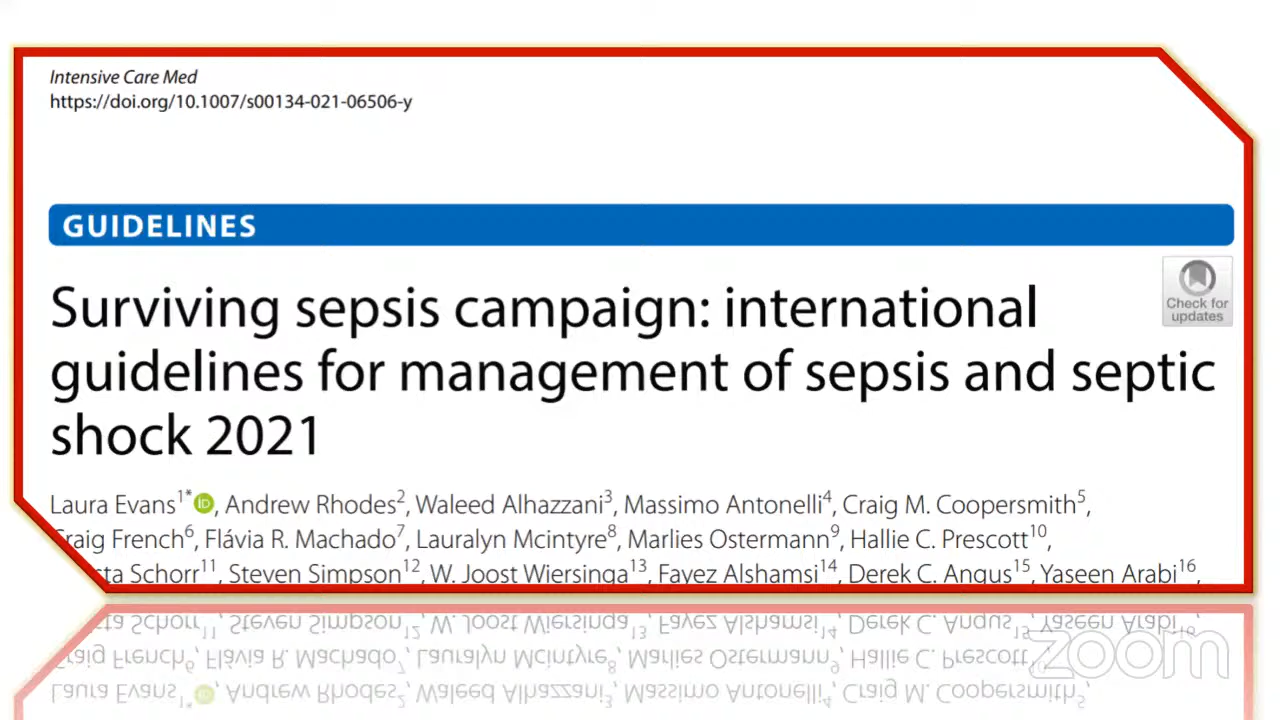 Intensive Care Med
https://doi.org/10.1007/s00134-021-06506-y
GUIDELINES
Check for
updates
Surviving sepsis campaign: international
guidelines for management of sepsis and septic
shock 2021
Laura Evans1* iD, Andrew Rhodes2, Waleed Alhazzani3, Massimo Antonelli4, Craig M. Coopersmith5,
Craig French6, Flávia R. Machado7, Lauralyn Mcintyre8, Marlies Ostermann9, Hallie C. Prescott10,
sta Schorr11, Steven Simpson12, W. Joost Wiersinga13, Fayez Alshamsi14, Derek C. Angus15, Yaseen Arabi16,
zoom